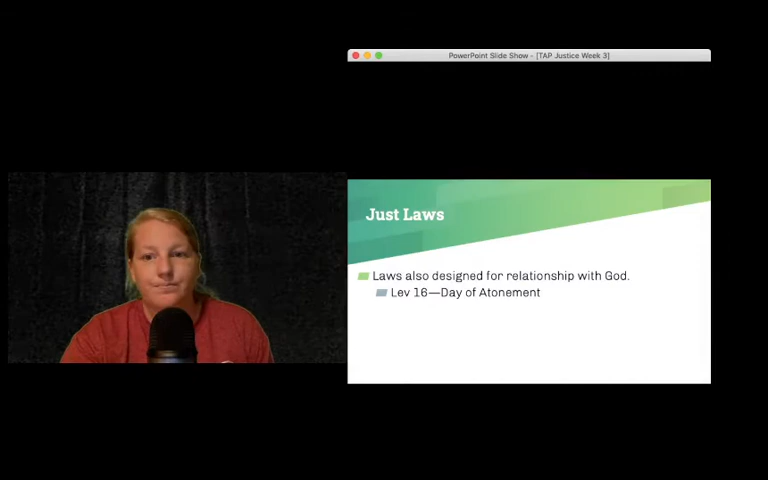 PowerPoint Slide Show - [TAP Justice Week 3]
Just Laws
Laws also designed for relationship with God.
Lev 16—Day of Atonement